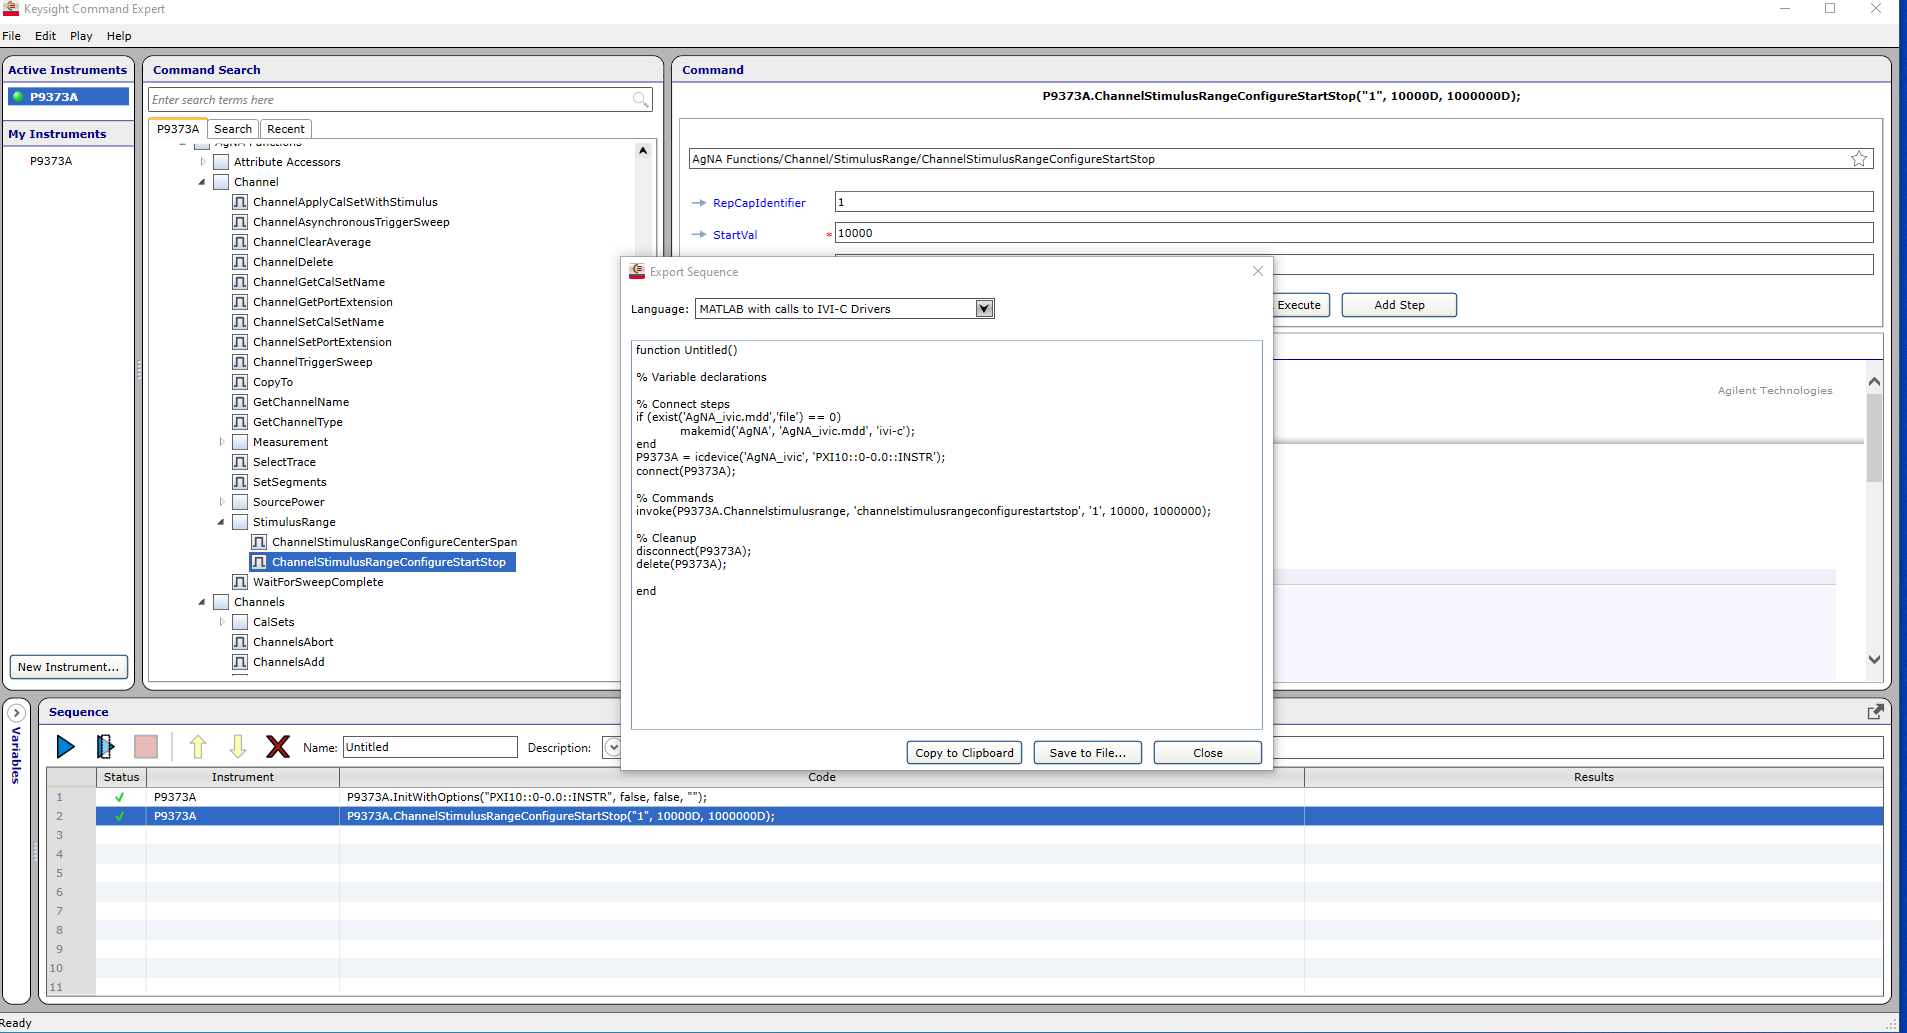 Keysight Command Expert
File Edit Play Help
Active Instruments
P9373A
My Instruments
P9373A
New Instrument...
Command Search
Enter search terms here
P9373A Search Recent
AgNA Functions
Attribute Accessors
Channel
ChannelApplyCalSetWithStimulus
ChannelAsynchronousTriggerSweep
ChannelClearAverage
ChannelDelete
ChannelGetCalSetName
ChannelGetPortExtension
ChannelSetCalSetName
ChannelSetPortExtension
ChannelTriggerSweep
CopyTo
GetChannelName
GetChannelType
Measurement
SelectTrace
SetSegments
SourcePower
StimulusRange
ChannelStimulusRangeConfigureCenterSpan
ChannelStimulusRangeConfigureStartStop
WaitForSweepComplete
Channels
CalSets
ChannelsAbort
ChannelsAdd
Command
P9373A.ChannelStimulusRangeConfigureStartStop("1", 10000D, 1000000D);
AgNA Functions/Channel/StimulusRange/ChannelStimulusRangeConfigureStartStop
RepCapIdentifier 1
StartVal * 10000
Execute Add Step
Agilent Technologies
Export Sequence
Language: MATLAB with calls to IVI-C Drivers
function Untitled()
% Variable declarations
% Connect steps
if (exist('AgNA_ivic.mdd','file') == 0)
makemid('AgNA', 'AgNA_ivic.mdd', 'ivi-c');
end
P9373A = icdevice('AgNA_ivic', 'PXI10::0-0.0::INSTR');
connect(P9373A);
% Commands
invoke(P9373A.Channelstimulusrange, 'channelstimulusrangeconfigurestartstop', '1', 10000, 1000000);
% Cleanup
disconnect(P9373A);
delete(P9373A);
end
Copy to Clipboard Save to File... Close
Variables
Sequence
Name: Untitled Description:
Status Instrument Code Results
1 P9373A P9373A.InitWithOptions("PXI10::0-0.0::INSTR", false, false, "");
2 P9373A P9373A.ChannelStimulusRangeConfigureStartStop("1", 10000D, 1000000D);
3
4
5
6
7
8
9
10
11
Ready